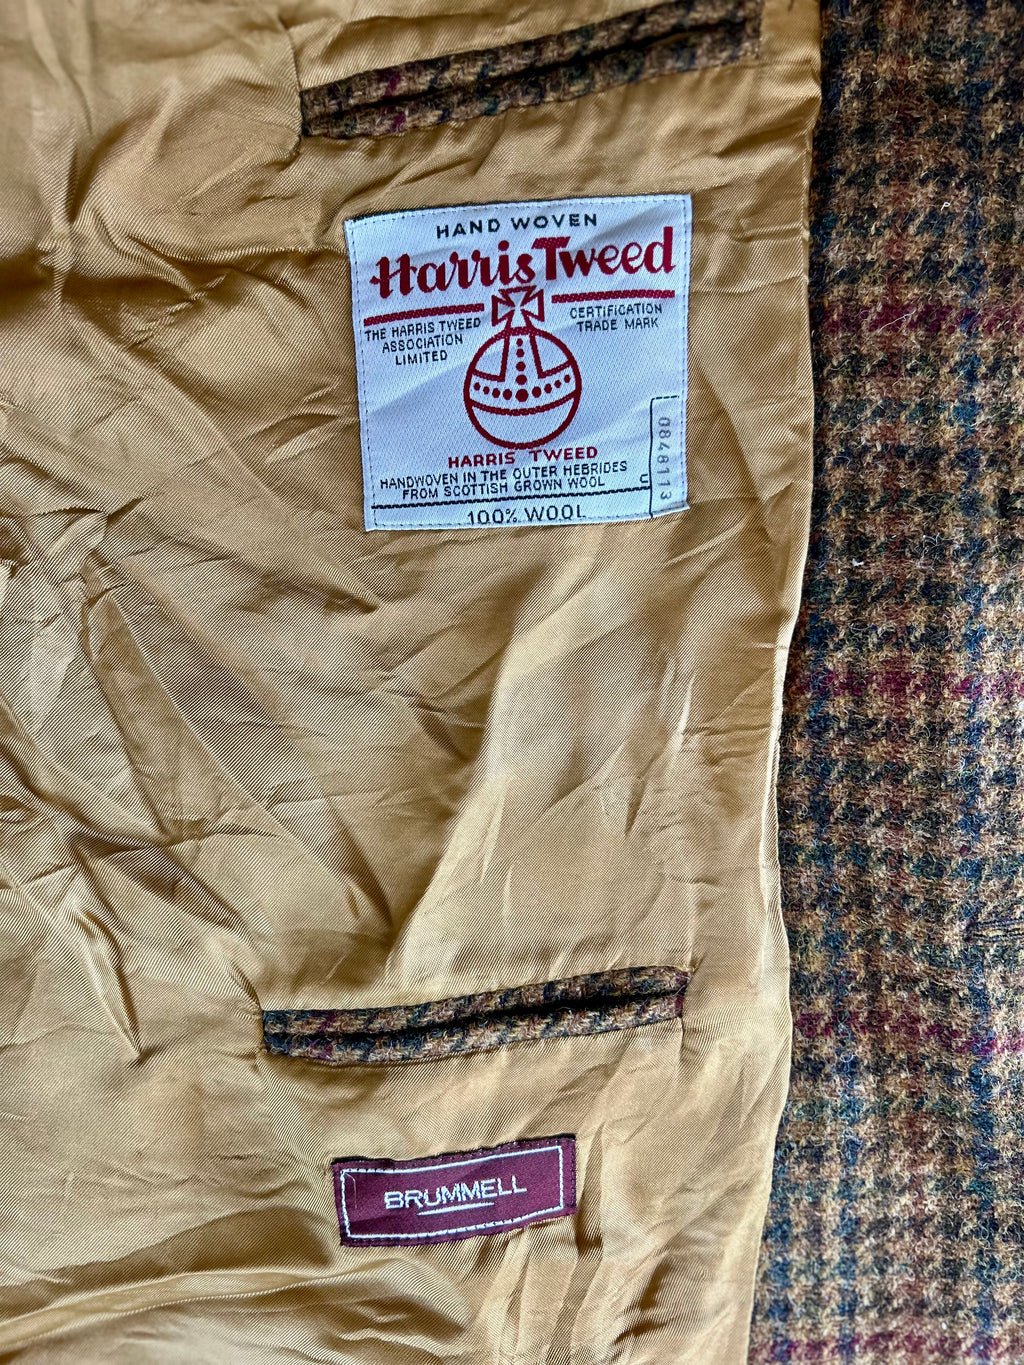 HAND WOVEN
Harris Tweed
THE HARRIS TWEED
ASSOCIATION
LIMITED
CERTIFICATION
TRADE MARK
HARRIS TWEED
HANDWOVEN IN THE OUTER HEBRIDES
FROM SCOTTISH GROWN WOOL
U
0848113
100% WOOL
BRUMMELL